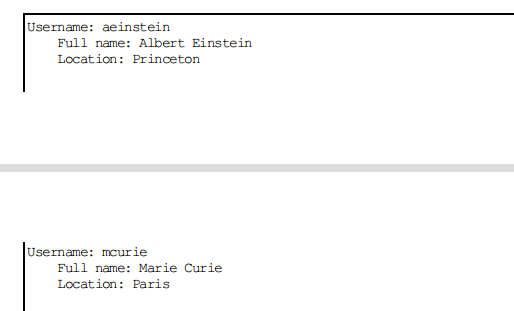 Username: aeinstein
Full name: Albert Einstein
Location: Princeton
Username: mcurie
Full name: Marie Curie
Location: Paris